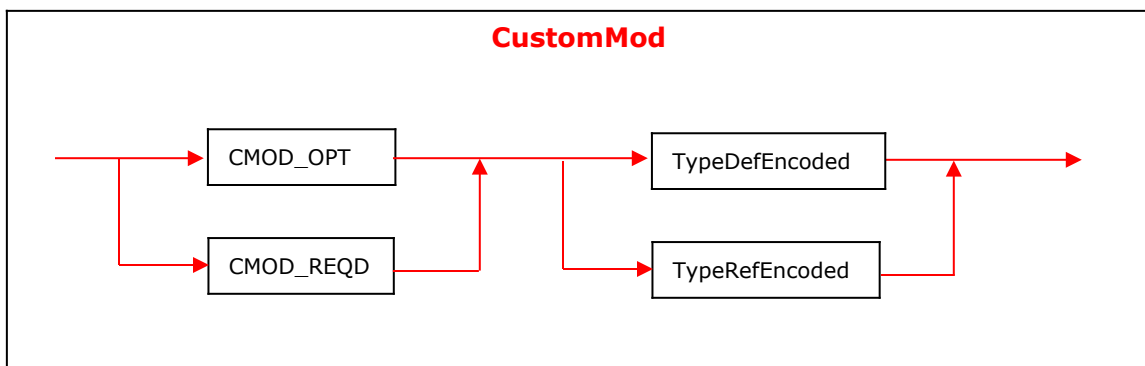 CustomMod
CMOD_OPT
TypeDefEncoded
CMOD_REQD
TypeRefEncoded